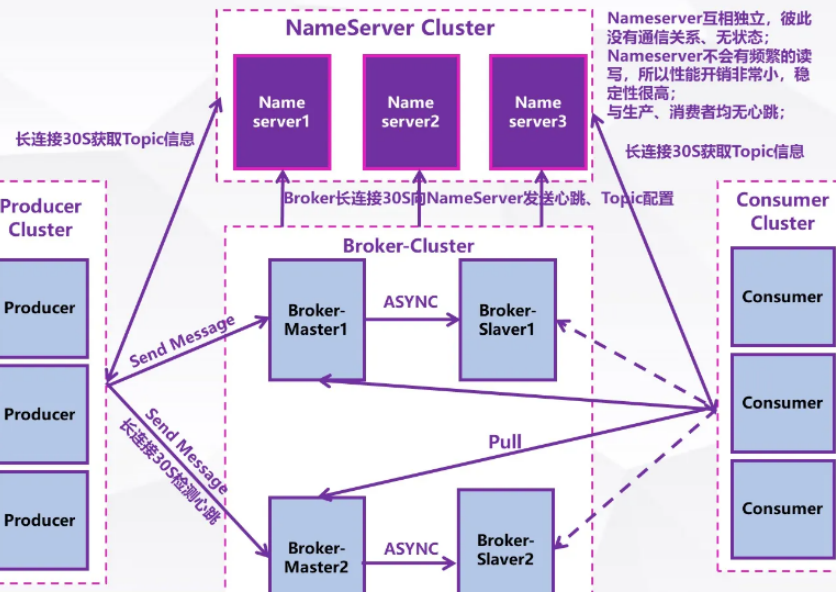 NameServer Cluster
Name
server1
Name
server2
Name
server3
Nameserver互相独立，彼此
没有通信关系、无状态；
Nameserver不会有频繁的读
写，所以性能开销非常小，稳
定性很高；
与生产、消费者均无心跳；
长连接30S获取Topic信息
长连接30S获取Topic信息
Broker长连接30S向NameServer发送心跳、Topic配置
Producer
Cluster
Producer
Producer
Producer
Broker-Cluster
Broker-
Master1
ASYNC
Broker-
Slaver1
Send Message
Send Message
长连接30S检测心跳
Pull
Broker-
Master2
ASYNC
Broker-
Slaver2
Consumer
Cluster
Consumer
Consumer
Consumer